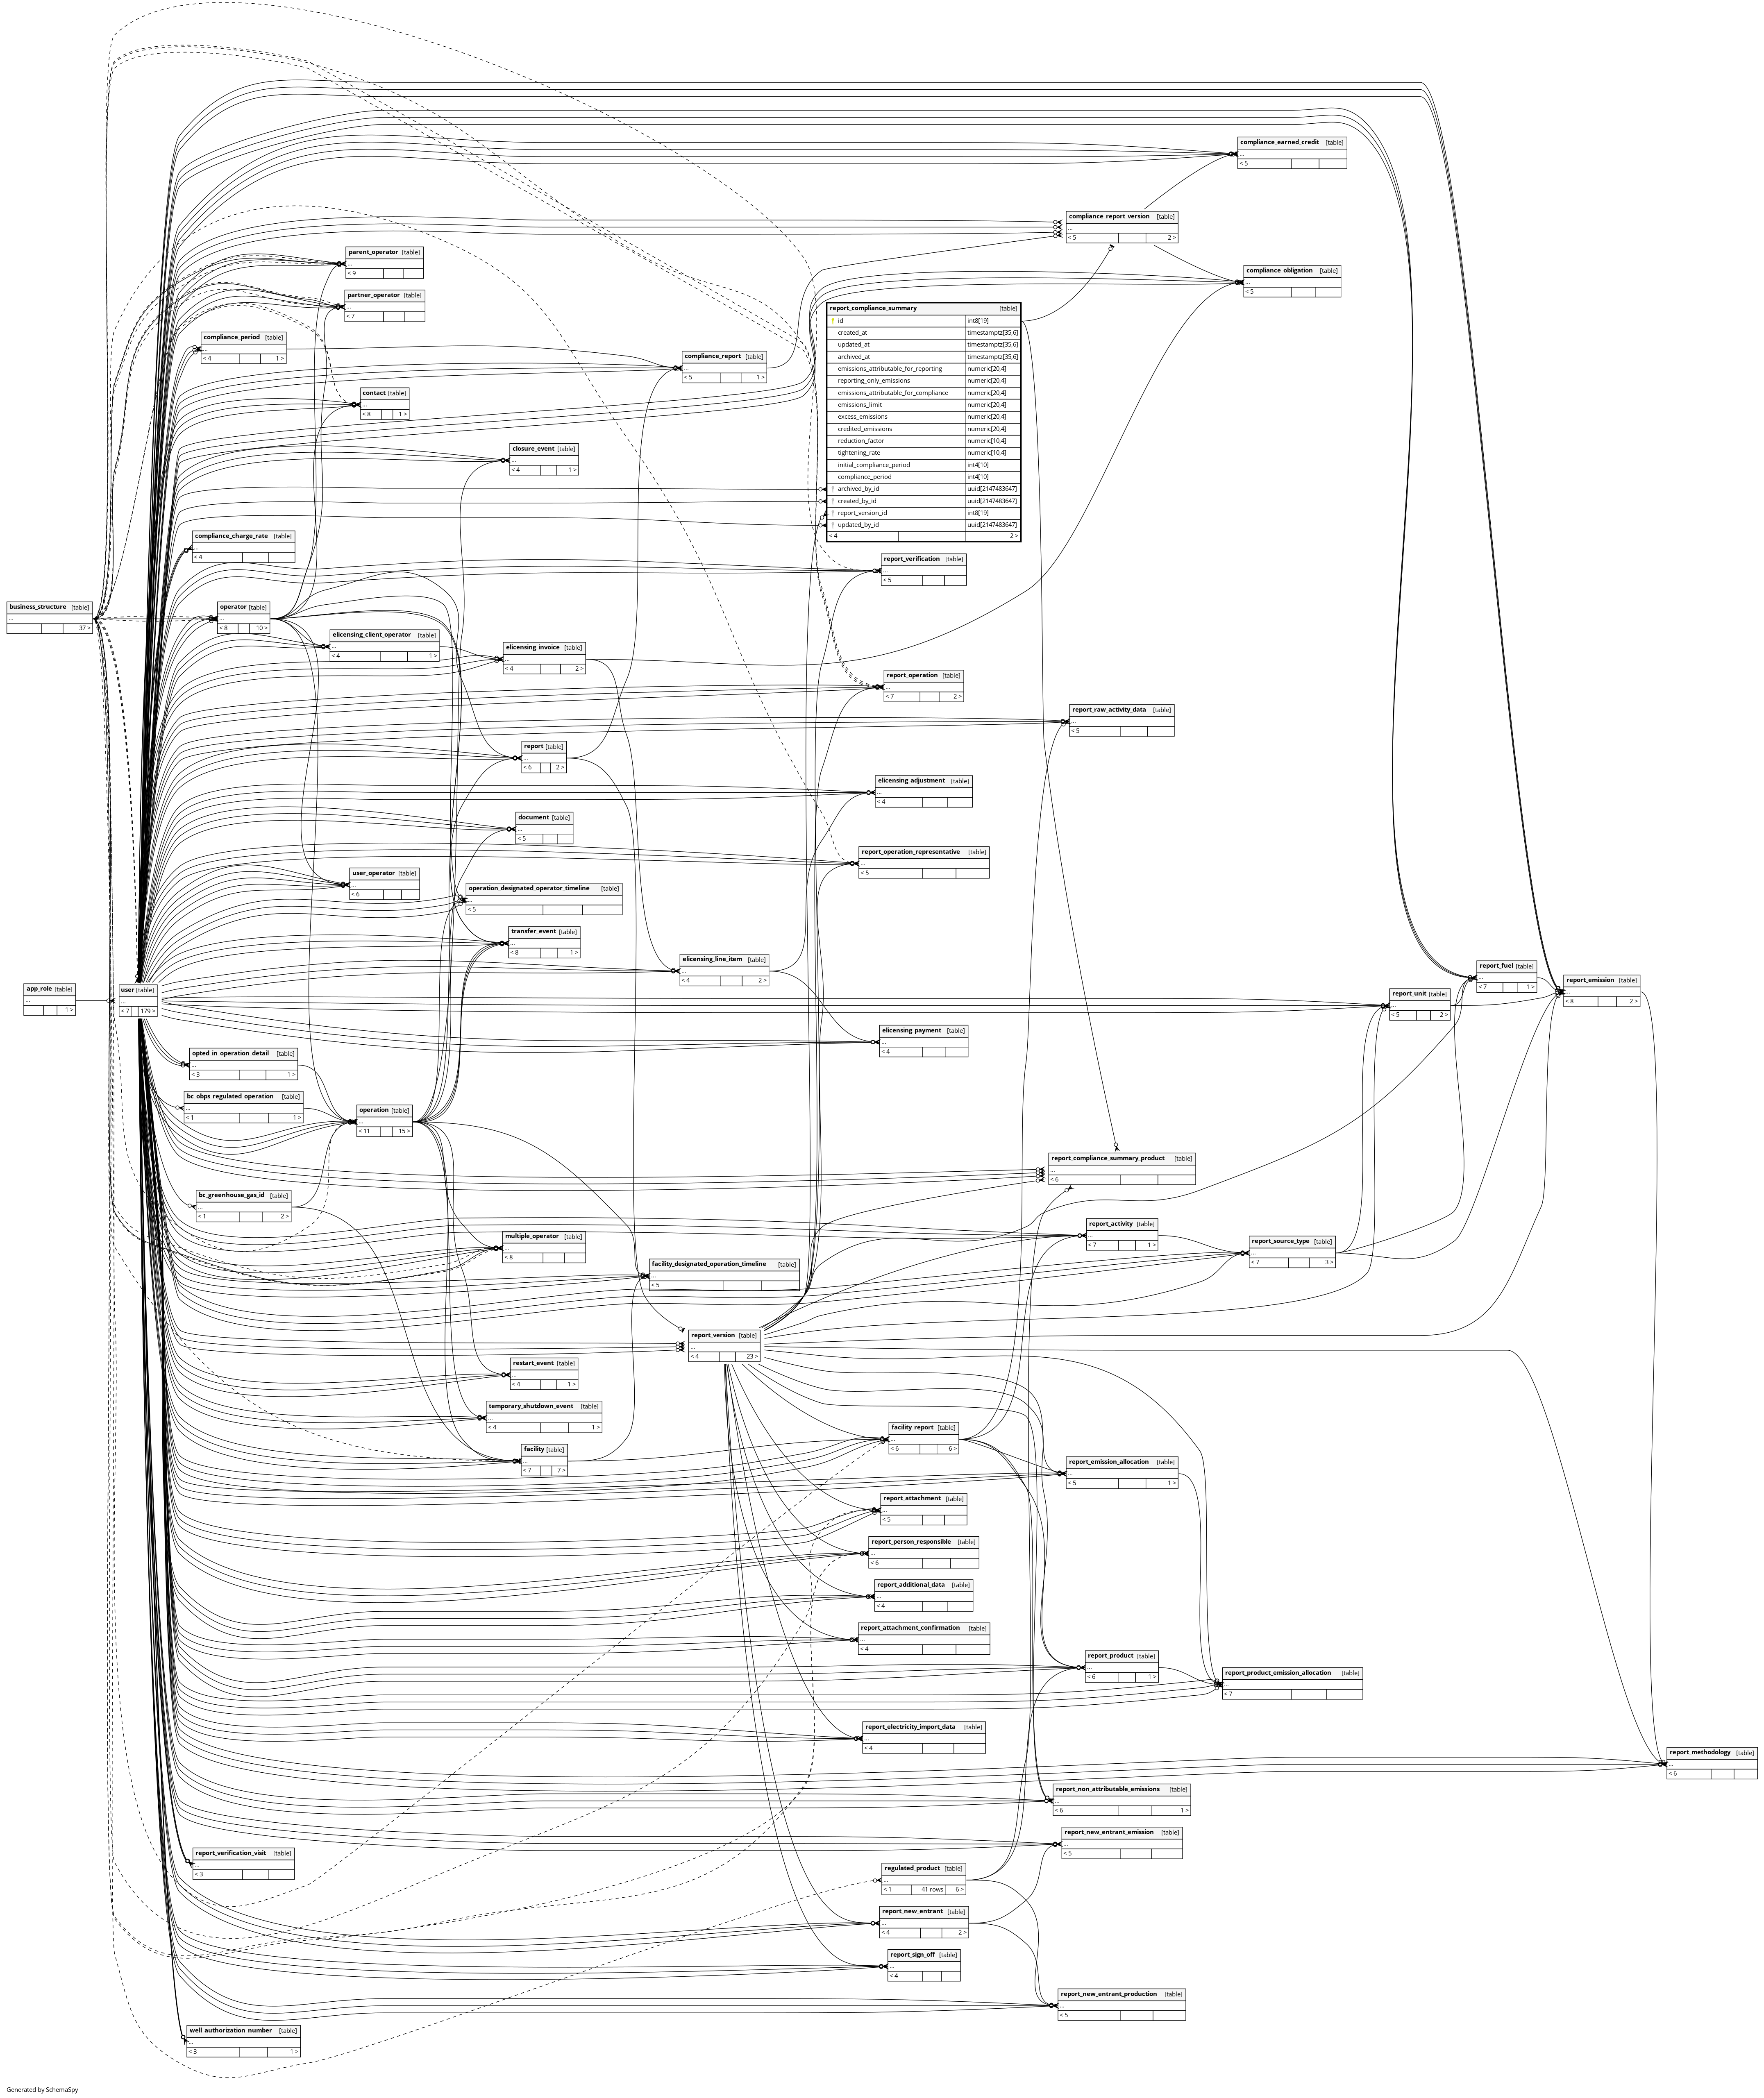 compliance_earned_credit [table]
...
< 5
compliance_report_version [table]
...
< 5 2 >
parent_operator [table]
...
< 9
compliance_obligation [table]
...
< 5
partner_operator [table]
...
< 7
report_compliance_summary [table]
id int8[19]
created_at timestamptz[35,6]
updated_at timestamptz[35,6]
archived_at timestamptz[35,6]
emissions_attributable_for_reporting numeric[20,4]
reporting_only_emissions numeric[20,4]
emissions_attributable_for_compliance numeric[20,4]
emissions_limit numeric[20,4]
excess_emissions numeric[20,4]
credited_emissions numeric[20,4]
reduction_factor numeric[10,4]
tightening_rate numeric[10,4]
initial_compliance_period int4[10]
compliance_period int4[10]
archived_by_id uuid[2147483647]
created_by_id uuid[2147483647]
report_version_id int8[19]
updated_by_id uuid[2147483647]
< 4 2 >
compliance_period [table]
...
< 4 1 >
compliance_report [table]
...
< 5 1 >
contact [table]
...
< 8 1 >
closure_event [table]
...
< 4 1 >
compliance_charge_rate [table]
...
< 4
report_verification [table]
...
< 5
business_structure [table]
...
37 >
operator [table]
...
< 8 10 >
elicensing_client_operator [table]
...
< 4 1 >
elicensing_invoice [table]
...
< 4 2 >
report_operation [table]
...
< 7 2 >
report_raw_activity_data [table]
...
< 5
report [table]
...
< 6 2 >
elicensing_adjustment [table]
...
< 4
document [table]
...
< 5
report_operation_representative [table]
...
< 5
user_operator [table]
...
< 6
operation_designated_operator_timeline [table]
...
< 5
transfer_event [table]
...
< 8 1 >
elicensing_line_item [table]
...
< 4 2 >
report_fuel [table]
...
< 7 1 >
report_emission [table]
...
< 8 2 >
app_role [table]
...
1 >
user [table]
...
< 7 179 >
report_unit [table]
...
< 5 2 >
elicensing_payment [table]
...
< 4
opted_in_operation_detail [table]
...
< 3 1 >
bc_obps_regulated_operation [table]
...
< 1 1 >
operation [table]
...
< 11 15 >
report_compliance_summary_product [table]
...
< 6
bc_greenhouse_gas_id [table]
...
< 1 2 >
report_activity [table]
...
< 7 1 >
multiple_operator [table]
...
< 8
report_source_type [table]
...
< 7 3 >
facility_designated_operation_timeline [table]
...
< 5
report_version [table]
...
< 4 23 >
restart_event [table]
...
< 4 1 >
temporary_shutdown_event [table]
...
< 4 1 >
facility_report [table]
...
< 6 6 >
facility [table]
...
< 7 7 >
report_emission_allocation [table]
...
< 5 1 >
report_attachment [table]
...
< 5
report_person_responsible [table]
...
< 6
report_additional_data [table]
...
< 4
report_attachment_confirmation [table]
...
< 4
report_product [table]
...
< 6 1 >
report_product_emission_allocation [table]
...
< 7
report_electricity_import_data [table]
...
< 4
report_methodology [table]
...
< 6
report_non_attributable_emissions [table]
...
< 6 1 >
report_new_entrant_emission [table]
...
< 5
report_verification_visit [table]
...
< 3
regulated_product [table]
...
< 1 41 rows 6 >
report_new_entrant [table]
...
< 4 2 >
report_sign_off [table]
...
< 4
report_new_entrant_production [table]
...
< 5
well_authorization_number [table]
...
< 3 1 >
Generated by SchemaSpy